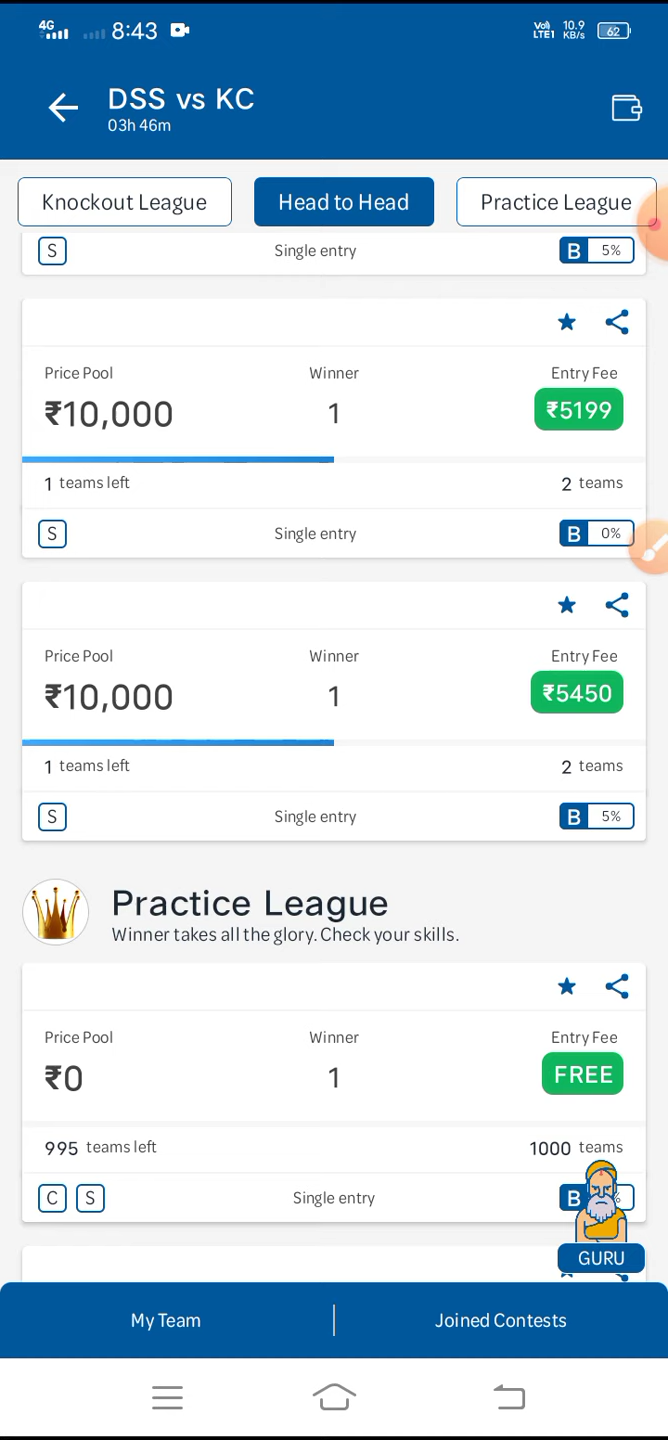 4G 8:43 Vo) LTE1 10.9 KB/s 62
DSS vs KC
03h 46m
Knockout League Head to Head Practice League
S Single entry B 5%
Price Pool Winner Entry Fee
₹10,000 1 ₹5199
1 teams left 2 teams
S Single entry B 0%
Price Pool Winner Entry Fee
₹10,000 1 ₹5450
1 teams left 2 teams
S Single entry B 5%
Practice League
Winner takes all the glory. Check your skills.
Price Pool Winner Entry Fee
₹0 1 FREE
995 teams left 1000 teams
C S Single entry B
GURU
My Team Joined Contests